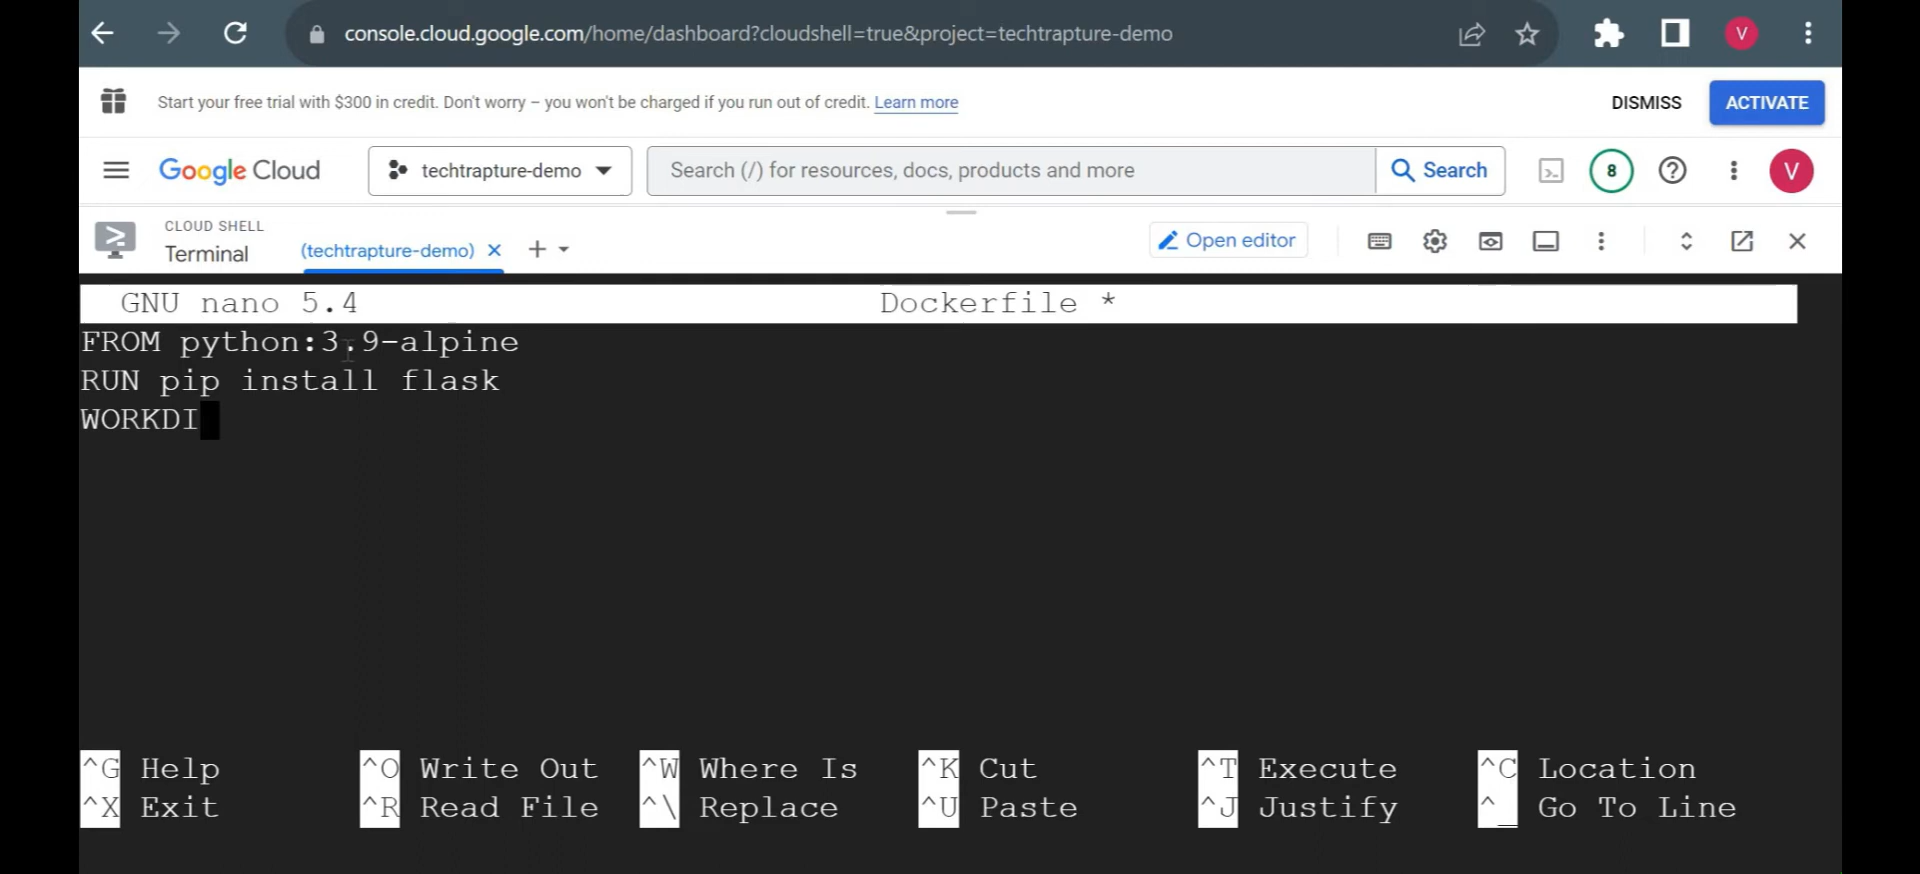 console.cloud.google.com/home/dashboard?cloudshell=true&project=techtrapture-demo
V
Start your free trial with $300 in credit. Don't worry – you won't be charged if you run out of credit. Learn more
DISMISS
ACTIVATE
Google Cloud
techtrapture-demo
Search (/) for resources, docs, products and more
Search
8
V
CLOUD SHELL
Terminal
(techtrapture-demo)
Open editor
GNU nano 5.4 Dockerfile *
FROM python:3.9-alpine
RUN pip install flask
WORKDI
^G Help ^O Write Out ^W Where Is ^K Cut ^T Execute ^C Location
^X Exit ^R Read File ^\ Replace ^U Paste ^J Justify ^_ Go To Line